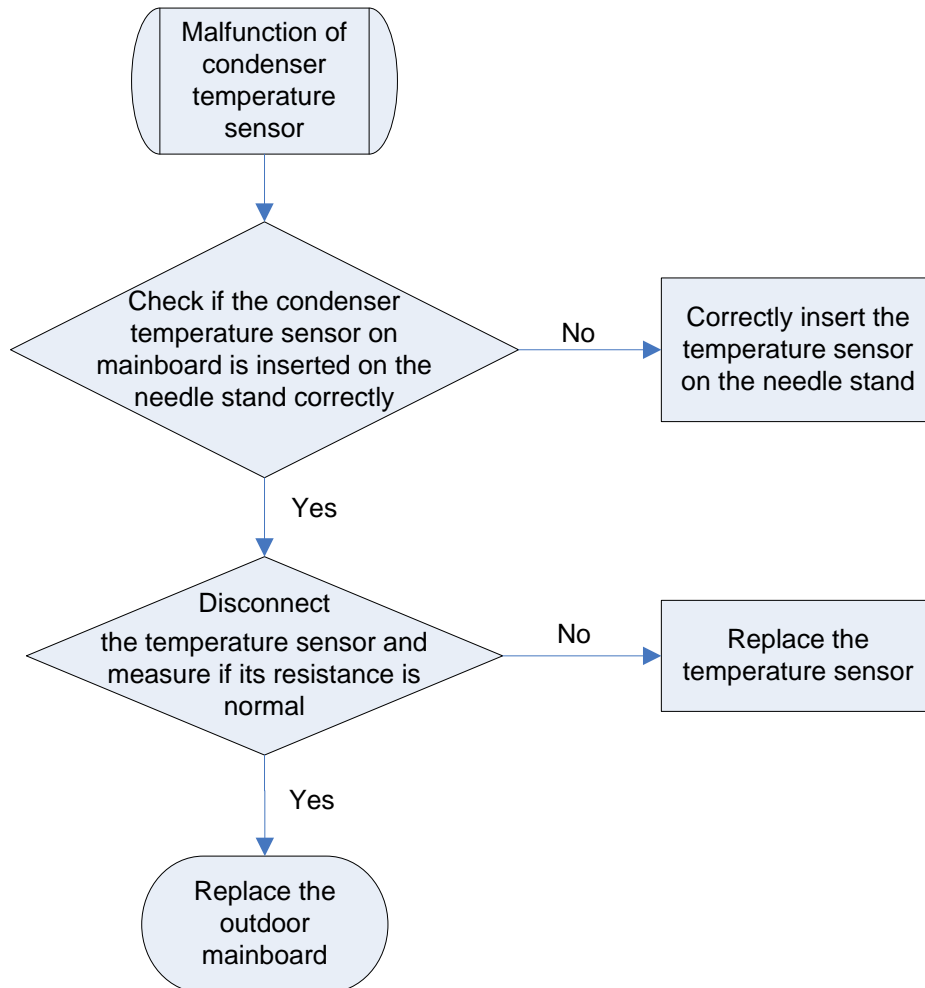 Malfunction of
condenser
temperature
sensor
Check if the condenser
temperature sensor on
mainboard is inserted on the
needle stand correctly
No
Correctly insert the
temperature sensor
on the needle stand
Yes
Disconnect
the temperature sensor and
measure if its resistance is
normal
No
Replace the
temperature sensor
Yes
Replace the
outdoor
mainboard